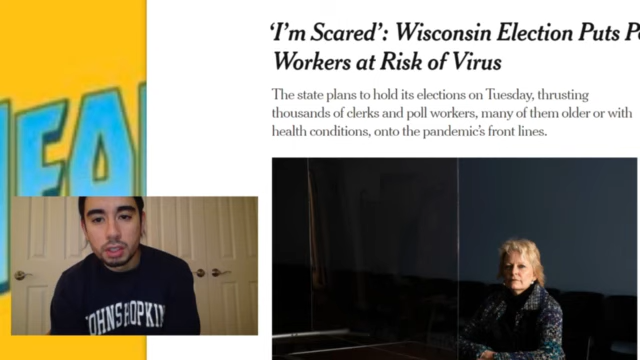 'I'm Scared': Wisconsin Election Puts
Workers at Risk of Virus
The state plans to hold its elections on Tuesday, thrusting
thousands of clerks and poll workers, many of them older or with
health conditions, onto the pandemic's front lines.
JOHNS HOPKIN